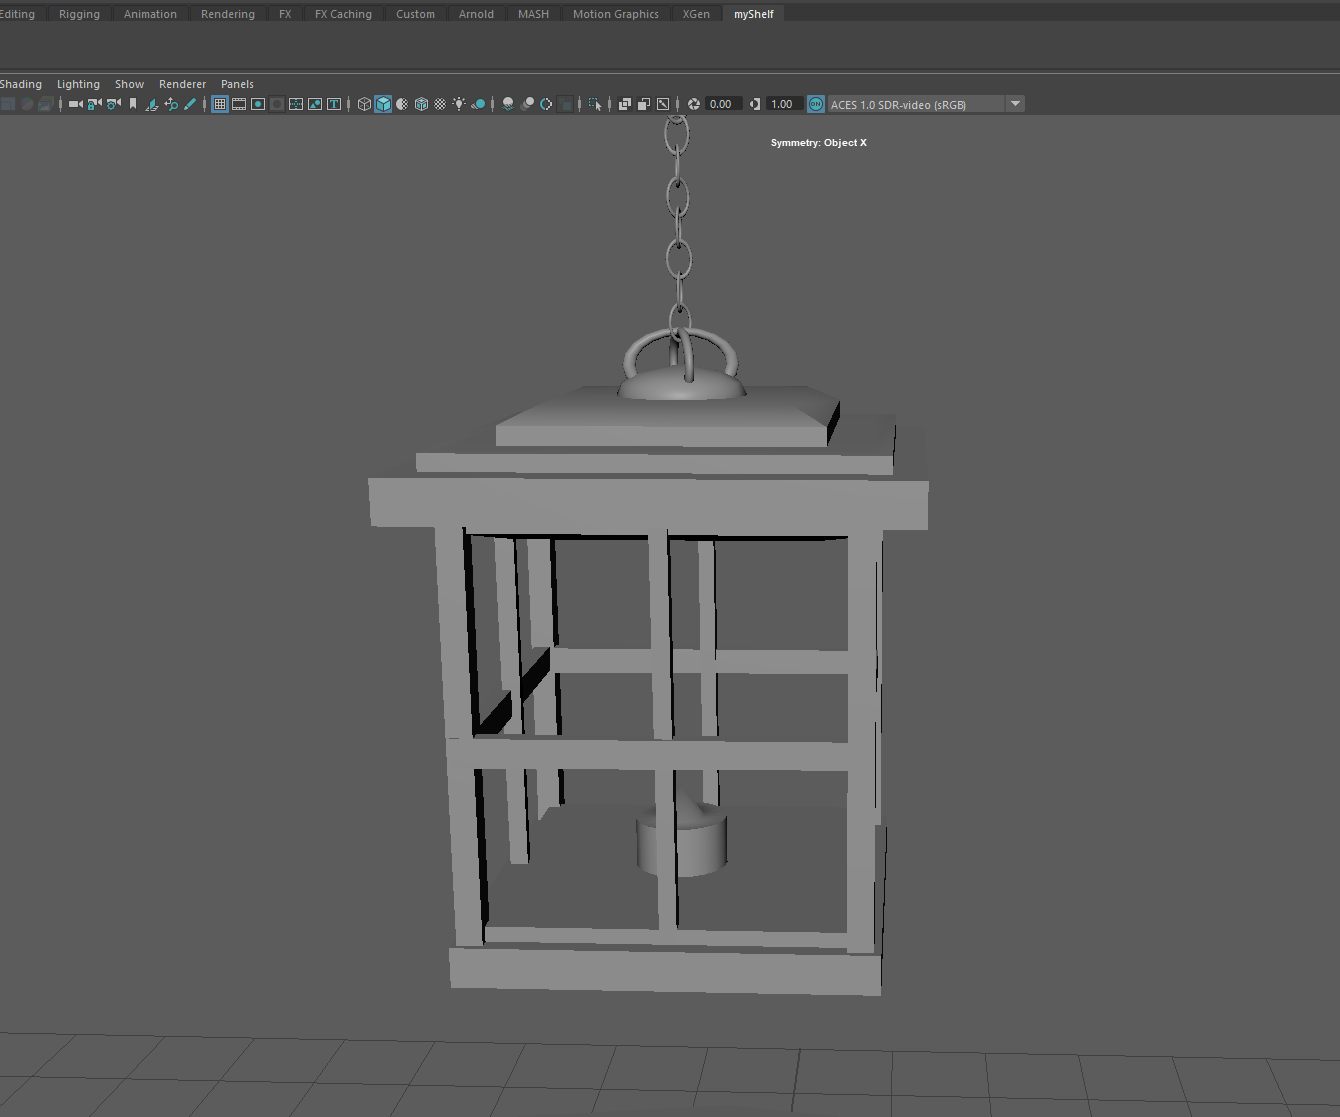 Editing Rigging Animation Rendering FX FX Caching Custom Arnold MASH Motion Graphics XGen myShelf
Shading Lighting Show Renderer Panels
0.00 1.00 ON ACES 1.0 SDR-video (sRGB)
Symmetry: Object X